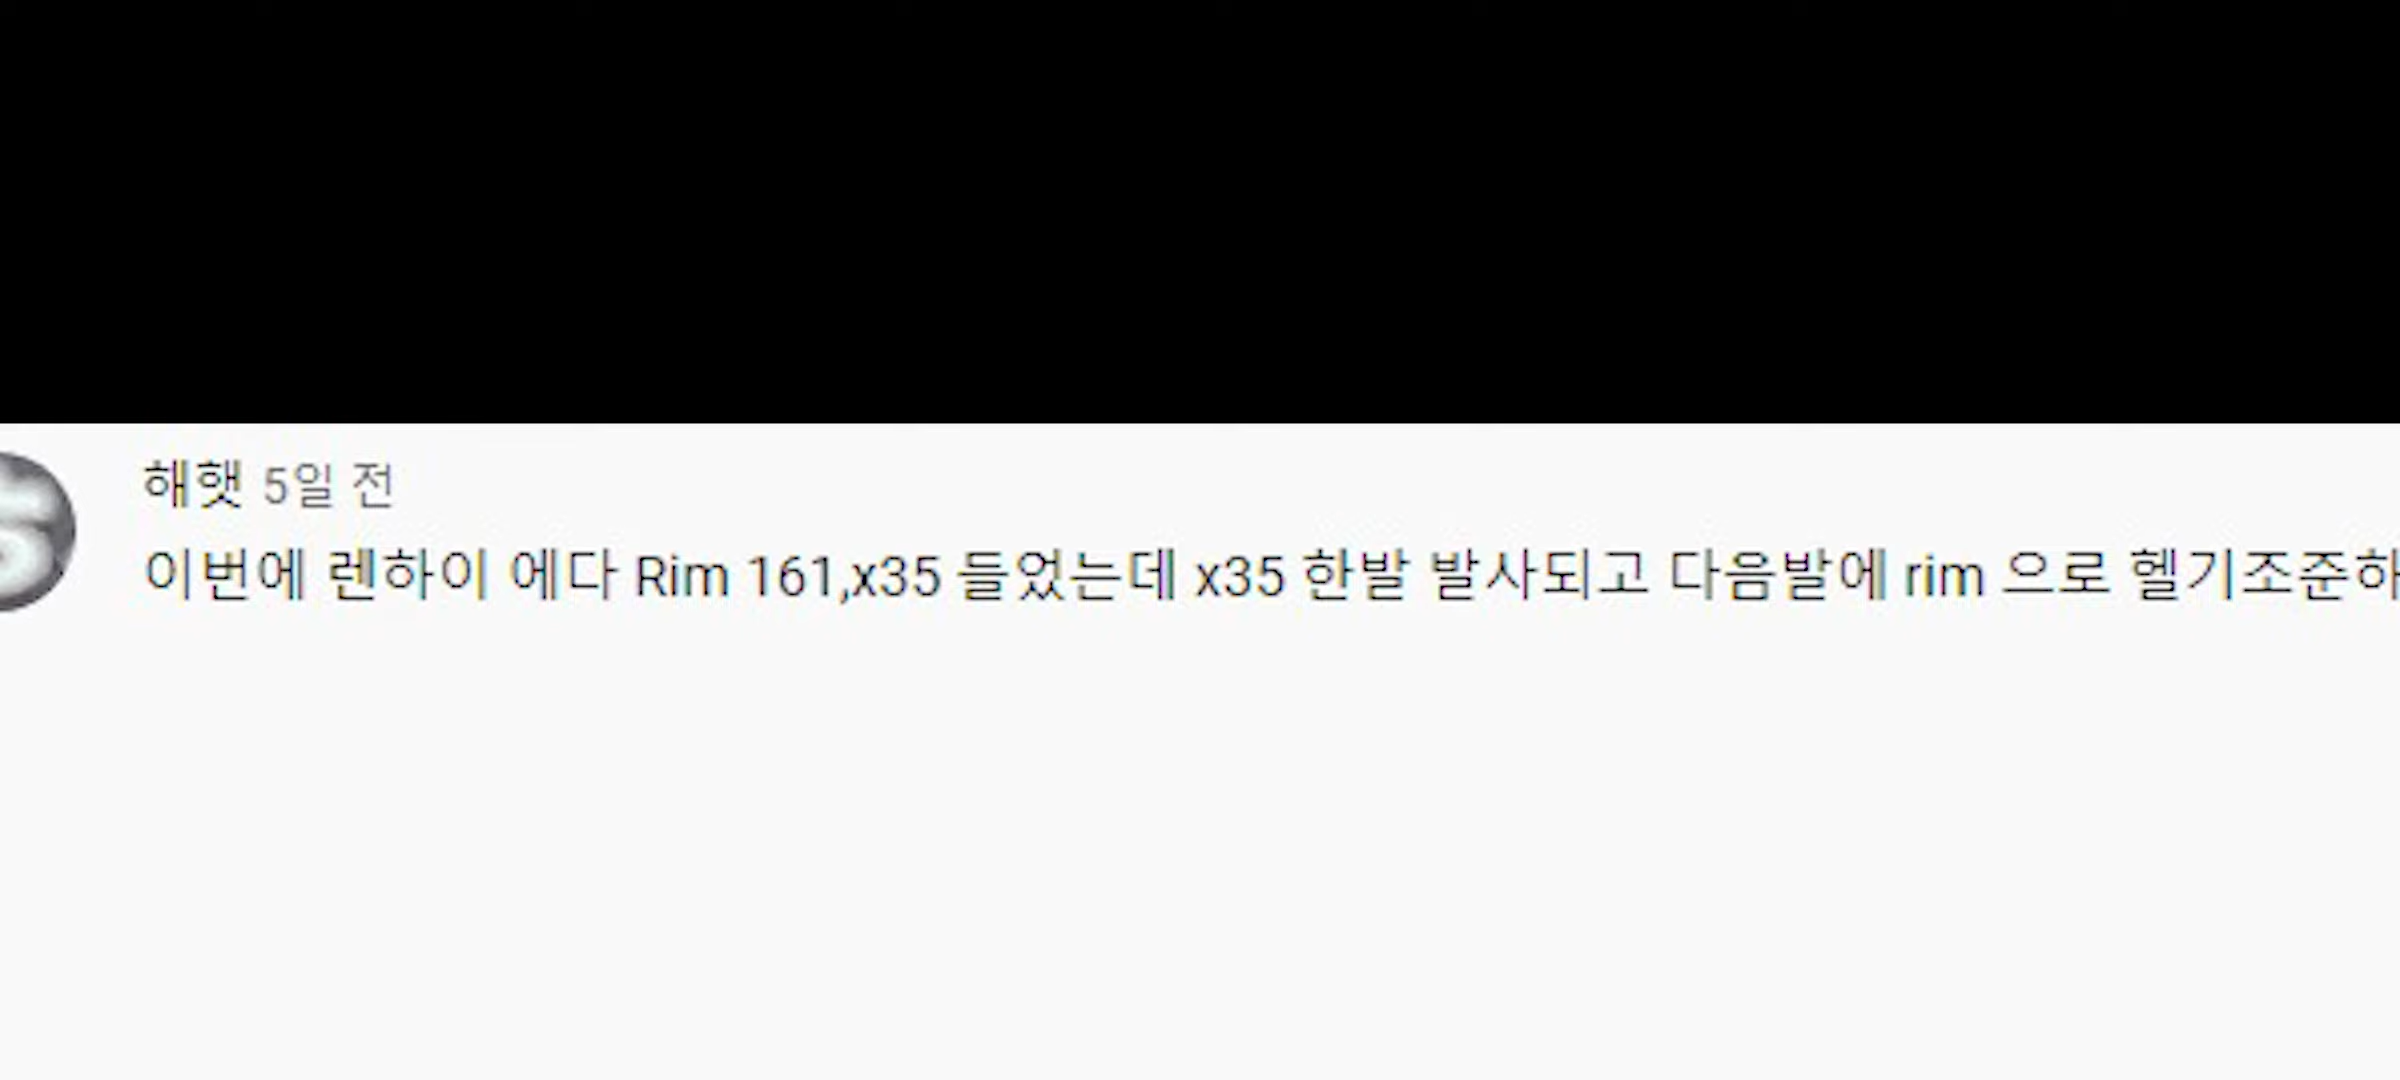 해햇 5일 전
이번에 렌하이 에다 Rim 161,x35 들었는데 x35 한발 발사되고 다음발에 rim 으로 헬기조준하